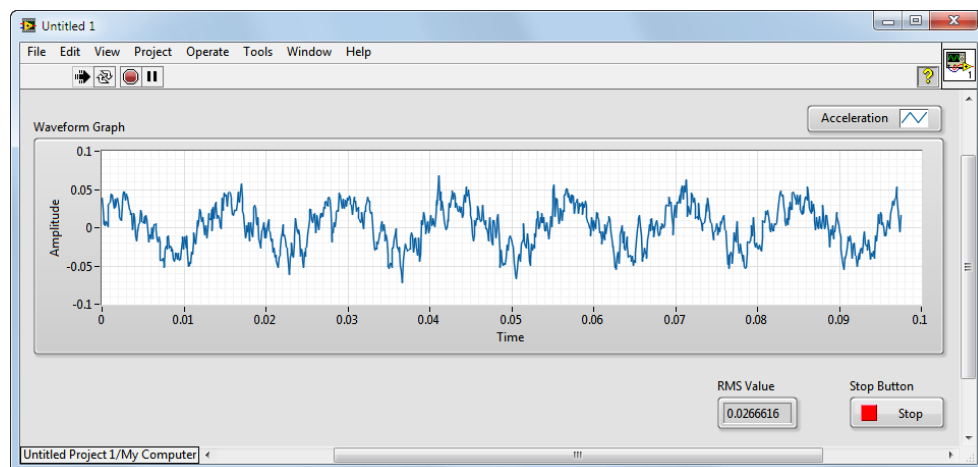 Untitled 1
File Edit View Project Operate Tools Window Help
?
1
Acceleration
Waveform Graph
0.1
0.05
0
-0.05
-0.1
Amplitude
0 0.01 0.02 0.03 0.04 0.05 0.06 0.07 0.08 0.09 0.1
Time
RMS Value Stop Button
0.0266616 Stop
Untitled Project 1/My Computer